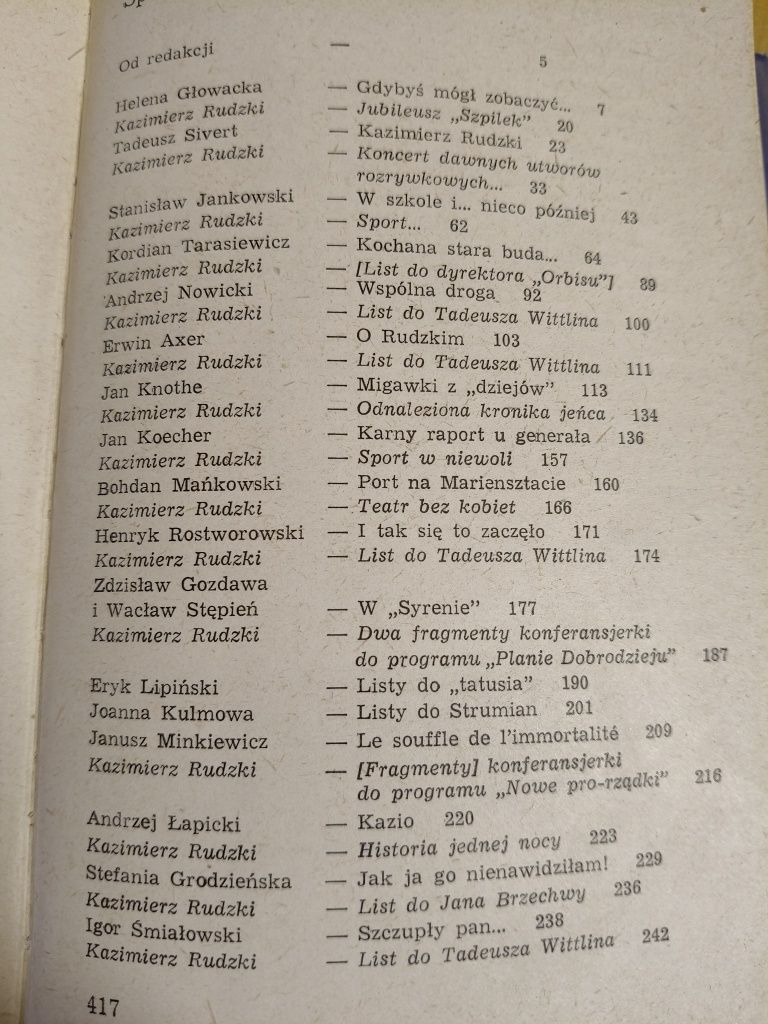 Od redakcji — 5
Helena Głowacka — Gdybyś mógł zobaczyć... 7
Kazimierz Rudzki — Jubileusz „Szpilek” 20
Tadeusz Sivert — Kazimierz Rudzki 23
Kazimierz Rudzki — Koncert dawnych utworów
rozrywkowych... 33
Stanisław Jankowski — W szkole i... nieco później 43
Kazimierz Rudzki — Sport... 62
Kordian Tarasiewicz — Kochana stara buda... 64
Kazimierz Rudzki — [List do dyrektora „Orbisu”] 89
Andrzej Nowicki — Wspólna droga 92
Kazimierz Rudzki — List do Tadeusza Wittlina 100
Erwin Axer — O Rudzkim 103
Kazimierz Rudzki — List do Tadeusza Wittlina 111
Jan Knothe — Migawki z „dziejów” 113
Kazimierz Rudzki — Odnaleziona kronika jeńca 134
Jan Koecher — Karny raport u generała 136
Kazimierz Rudzki — Sport w niewoli 157
Bohdan Mańkowski — Port na Mariensztacie 160
Kazimierz Rudzki — Teatr bez kobiet 166
Henryk Rostworowski — I tak się to zaczęło 171
Kazimierz Rudzki — List do Tadeusza Wittlina 174
Zdzisław Gozdawa
i Wacław Stępień — W „Syrenie” 177
Kazimierz Rudzki — Dwa fragmenty konferansjerki
do programu „Planie Dobrodzieju” 187
Eryk Lipiński — Listy do „tatusia” 190
Joanna Kulmowa — Listy do Strumian 201
Janusz Minkiewicz — Le souffle de l'immortalité 209
Kazimierz Rudzki — [Fragmenty] konferansjerki
do programu „Nowe pro-rządki” 216
Andrzej Łapicki — Kazio 220
Kazimierz Rudzki — Historia jednej nocy 223
Stefania Grodzieńska — Jak ja go nienawidziłam! 229
Kazimierz Rudzki — List do Jana Brzechwy 236
Igor Śmiałowski — Szczupły pan... 238
Kazimierz Rudzki — List do Tadeusza Wittlina 242
417